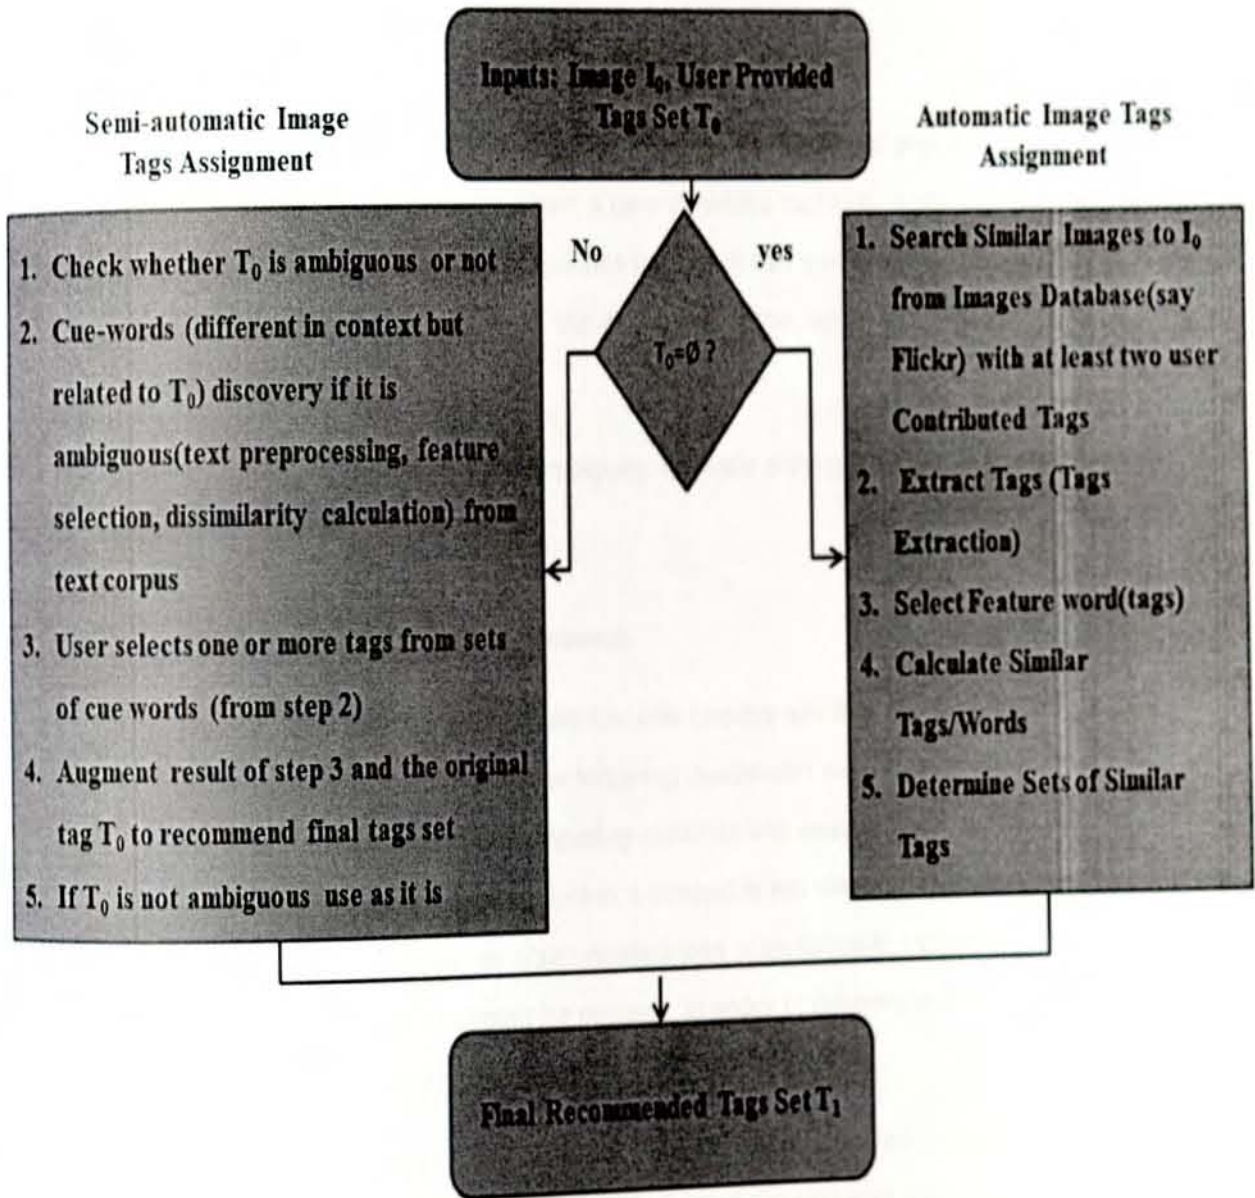 Inputs: Image I₀, User Provided
Tags Set T₀
Semi-automatic Image
Tags Assignment
Automatic Image Tags
Assignment
No
yes
T₀=Ø ?
1. Check whether T₀ is ambiguous or not
2. Cue-words (different in context but
related to T₀) discovery if it is
ambiguous(text preprocessing, feature
selection, dissimilarity calculation) from
text corpus
3. User selects one or more tags from sets
of cue words (from step 2)
4. Augment result of step 3 and the original
tag T₀ to recommend final tags set
5. If T₀ is not ambiguous use as it is
1. Search Similar Images to I₀
from Images Database(say
Flickr) with at least two user
Contributed Tags
2. Extract Tags (Tags
Extraction)
3. Select Feature word(tags)
4. Calculate Similar
Tags/Words
5. Determine Sets of Similar
Tags
Final Recommended Tags Set T₁